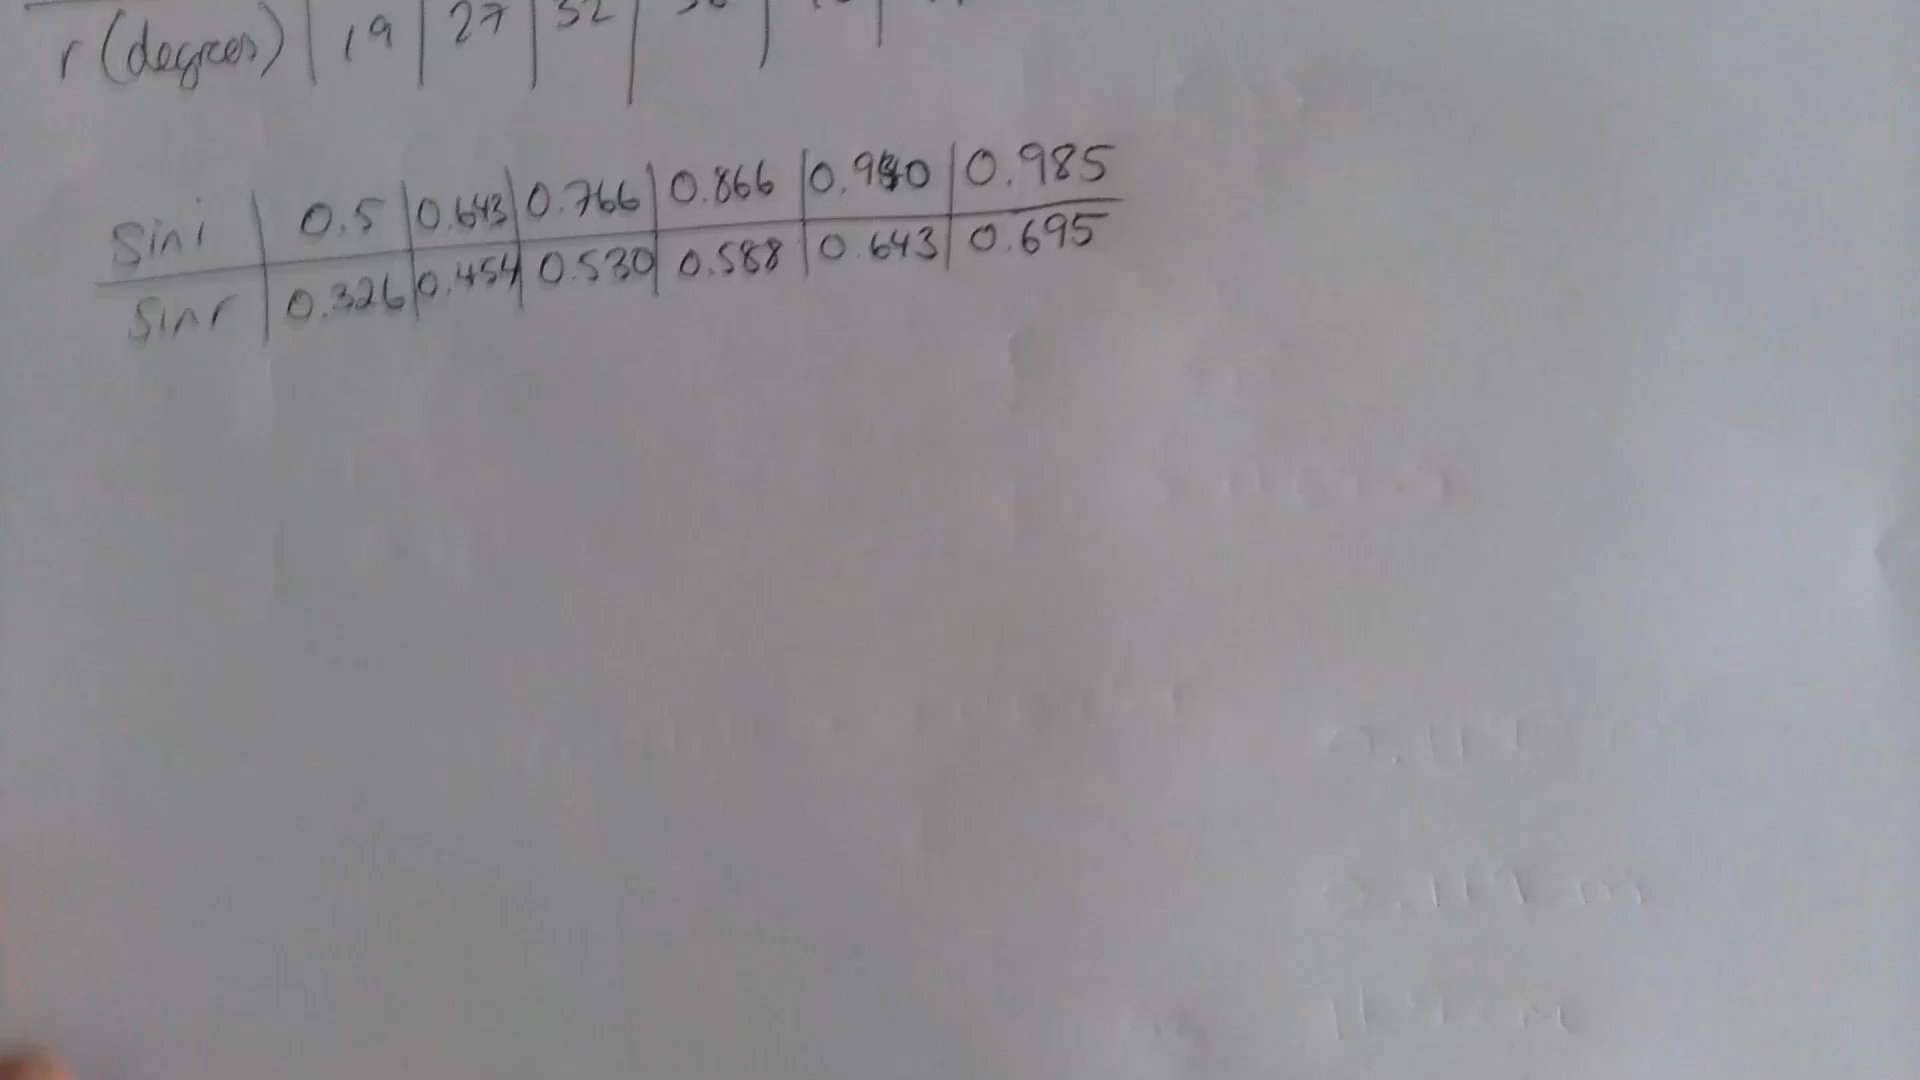 r (degrees) | 19 | 27 | 32 |
Sin i | 0.5 | 0.643 | 0.766 | 0.866 | 0.940 | 0.985
Sin r | 0.326 | 0.454 | 0.530 | 0.588 | 0.643 | 0.695